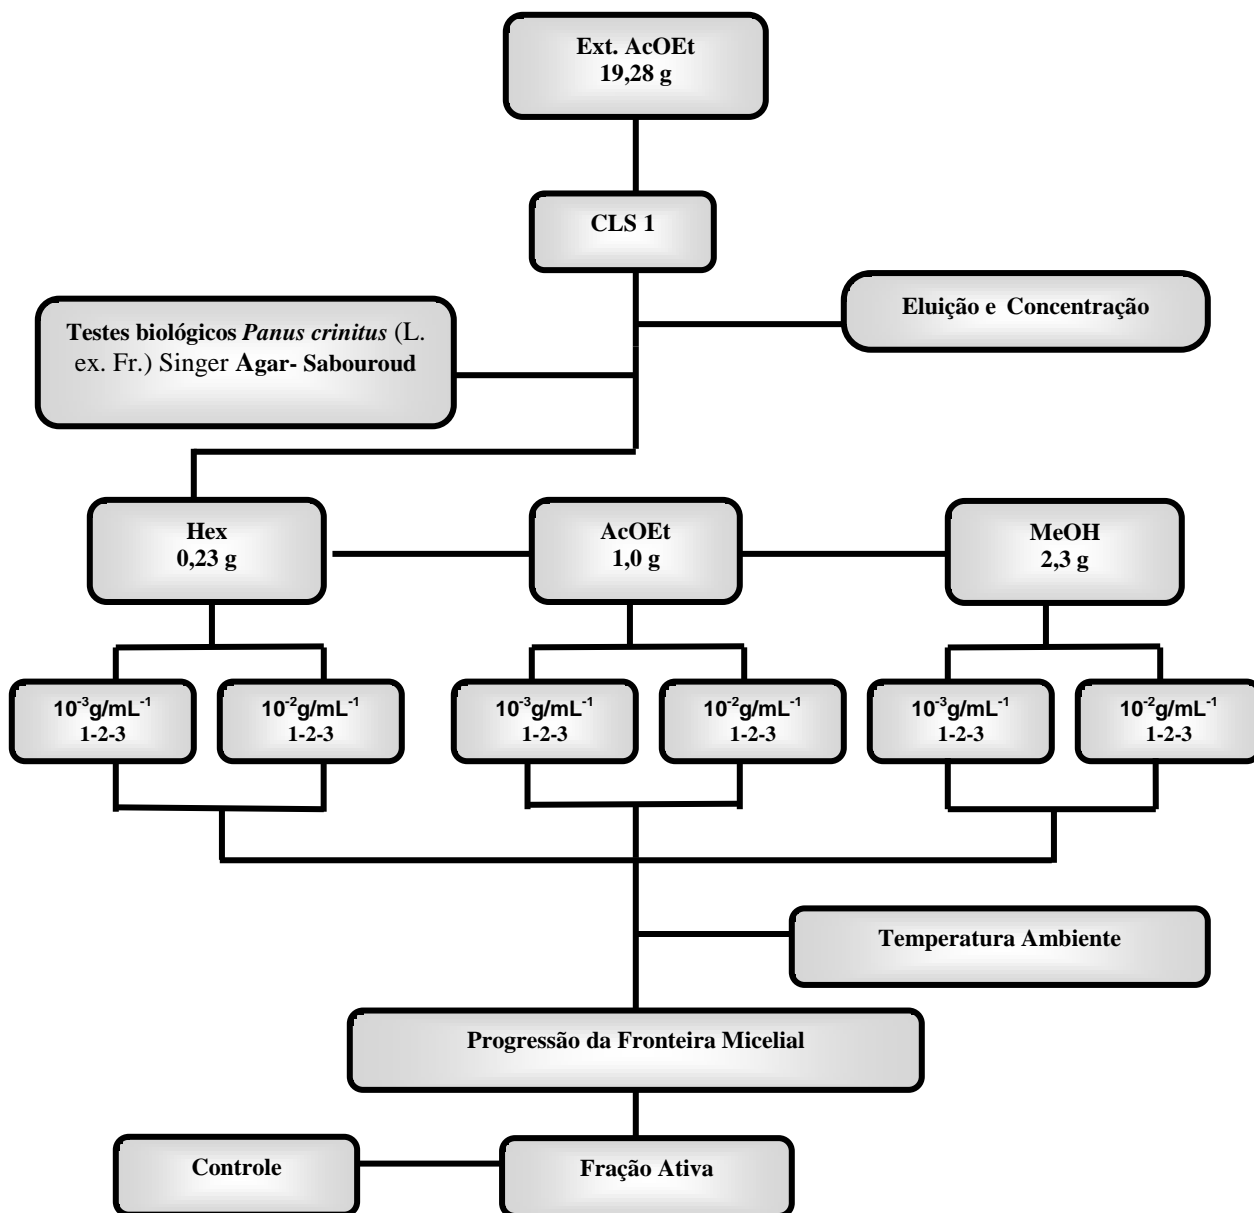 Ext. AcOEt
19,28 g
CLS 1
Eluição e Concentração
Testes biológicos Panus crinitus (L.
ex. Fr.) Singer Agar- Sabouroud
Hex
0,23 g
AcOEt
1,0 g
MeOH
2,3 g
10⁻³g/mL⁻¹
1-2-3
10⁻²g/mL⁻¹
1-2-3
10⁻³g/mL⁻¹
1-2-3
10⁻²g/mL⁻¹
1-2-3
10⁻³g/mL⁻¹
1-2-3
10⁻²g/mL⁻¹
1-2-3
Temperatura Ambiente
Progressão da Fronteira Micelial
Controle
Fração Ativa